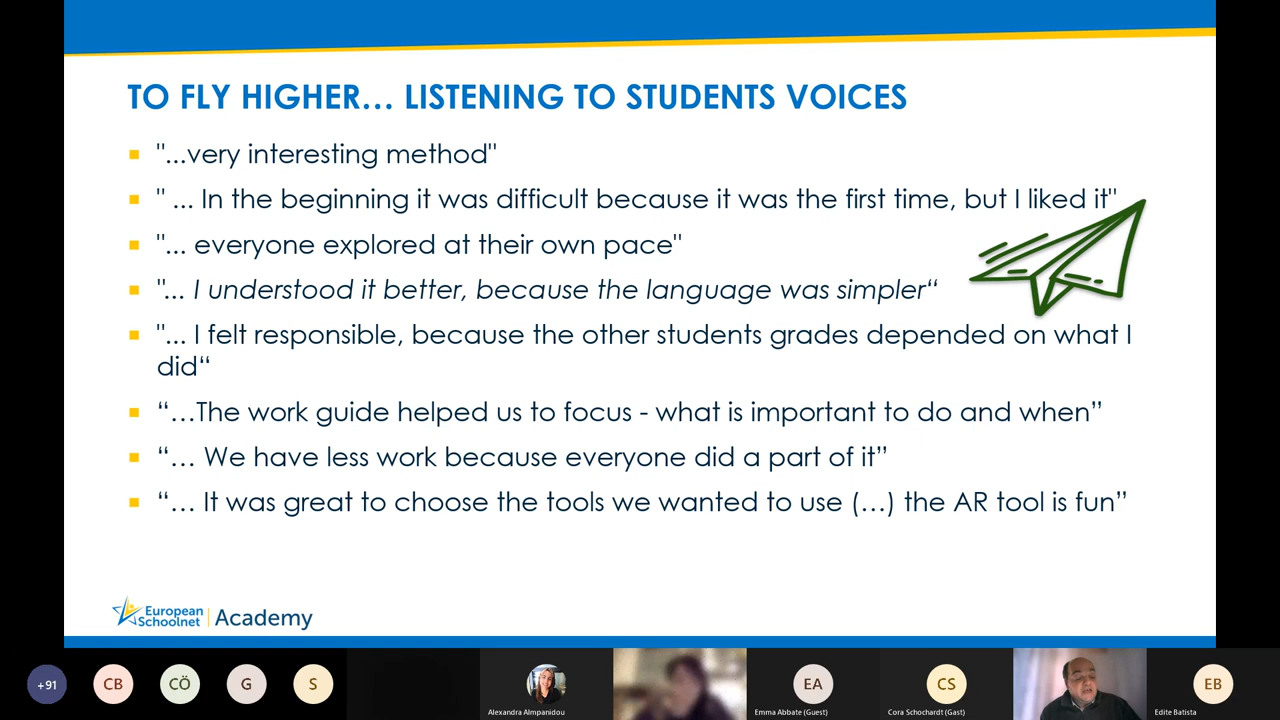 TO FLY HIGHER... LISTENING TO STUDENTS VOICES
"...very interesting method"
" ... In the beginning it was difficult because it was the first time, but I liked it"
"... everyone explored at their own pace"
"... I understood it better, because the language was simpler“
"... I felt responsible, because the other students grades depended on what I
did“
“...The work guide helped us to focus - what is important to do and when”
“... We have less work because everyone did a part of it”
“... It was great to choose the tools we wanted to use (...) the AR tool is fun”
European
Schoolnet
Academy
+91
CB
CÖ
G
S
Alexandra Almpanidou
EA
Emma Abbate (Guest)
CS
Cora Schochardt (Gast)
EB
Edite Batista